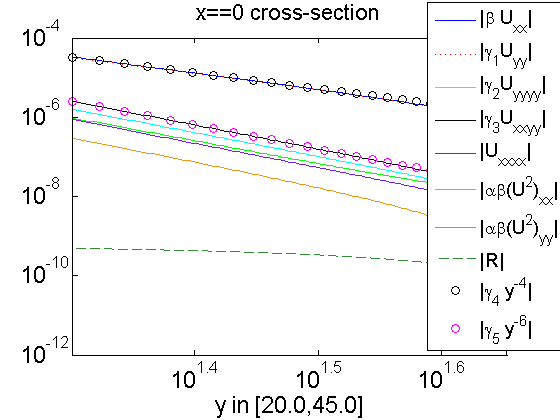 x==0 cross-section
10^-4
10^-6
10^-8
10^-10
10^-12
10^1.4
10^1.5
10^1.6
y in [20.0,45.0]
|β U_xx|
|γ_1 U_yy|
|γ_2 U_yyyy|
|γ_3 U_xxyy|
|U_xxxx|
|αβ(U^2)_xx|
|αβ(U^2)_yy|
|R|
|γ_4 y^-4|
|γ_5 y^-6|